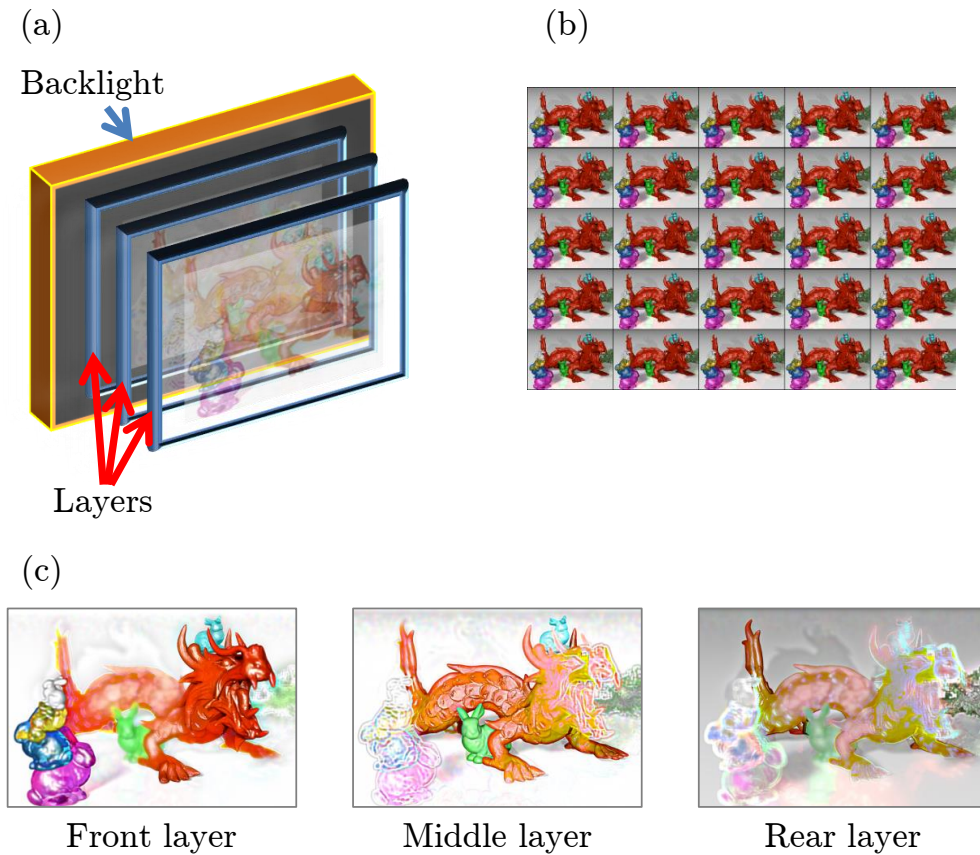 (a)
(b)
Backlight
Layers
(c)
Front layer
Middle layer
Rear layer